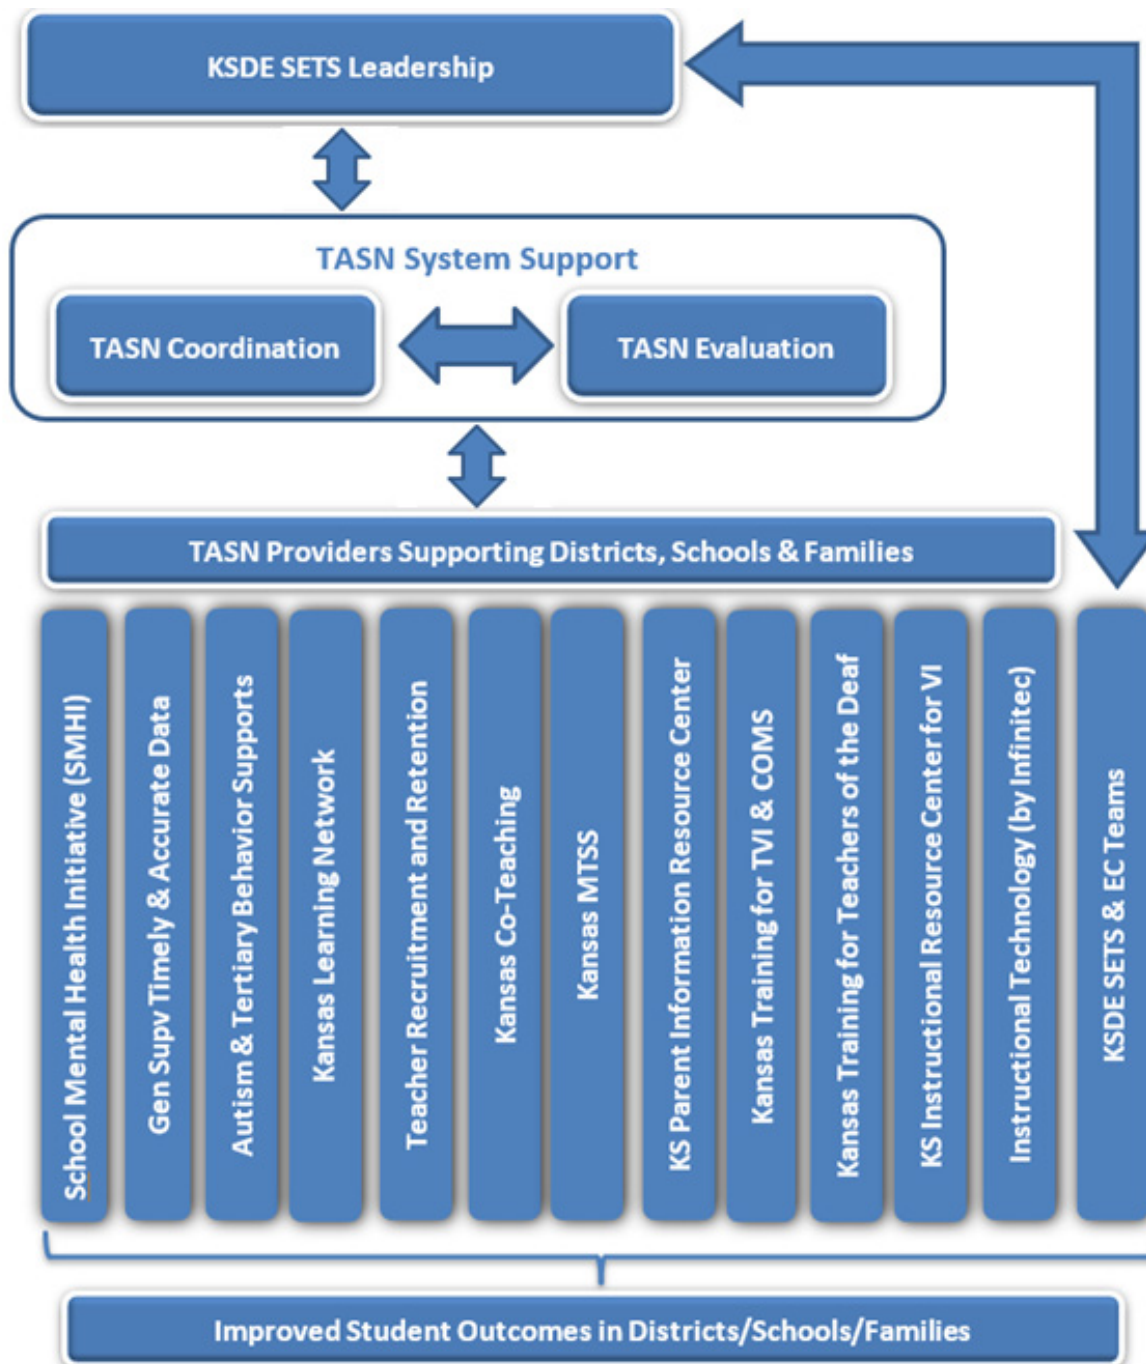 KSDE SETS Leadership
TASN System Support
TASN Coordination
TASN Evaluation
TASN Providers Supporting Districts, Schools & Families
School Mental Health Initiative (SMHI)
Gen Supv Timely & Accurate Data
Autism & Tertiary Behavior Supports
Kansas Learning Network
Teacher Recruitment and Retention
Kansas Co-Teaching
Kansas MTSS
KS Parent Information Resource Center
Kansas Training for TVI & COMS
Kansas Training for Teachers of the Deaf
KS Instructional Resource Center for VI
Instructional Technology (by Infinitec)
KSDE SETS & EC Teams
Improved Student Outcomes in Districts/Schools/Families